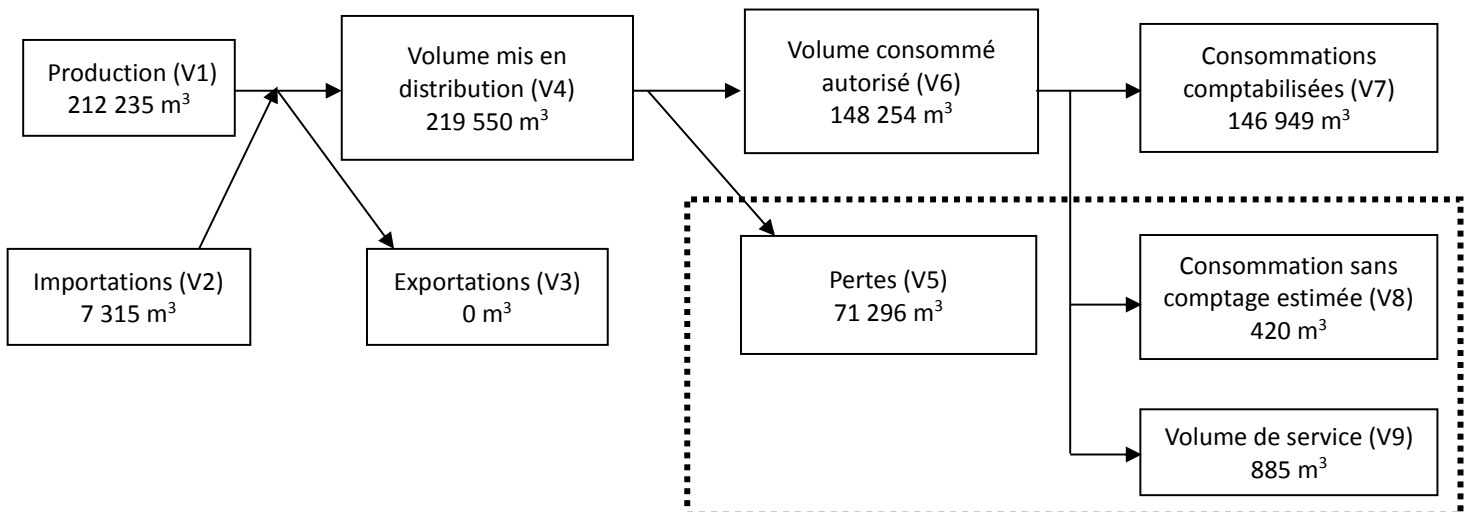 Production (V1)
212 235 m³
Volume mis en
distribution (V4)
219 550 m³
Volume consommé
autorisé (V6)
148 254 m³
Consommations
comptabilisées (V7)
146 949 m³
Importations (V2)
7 315 m³
Exportations (V3)
0 m³
Pertes (V5)
71 296 m³
Consommation sans
comptage estimée (V8)
420 m³
Volume de service (V9)
885 m³